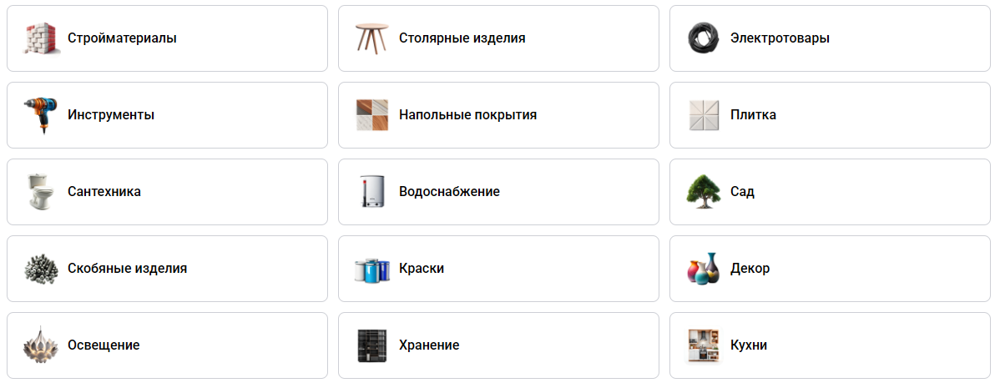 Стройматериалы
Столярные изделия
Электротовары
Инструменты
Напольные покрытия
Плитка
Сантехника
Водоснабжение
Сад
Скобяные изделия
Краски
Декор
Освещение
Хранение
Кухни